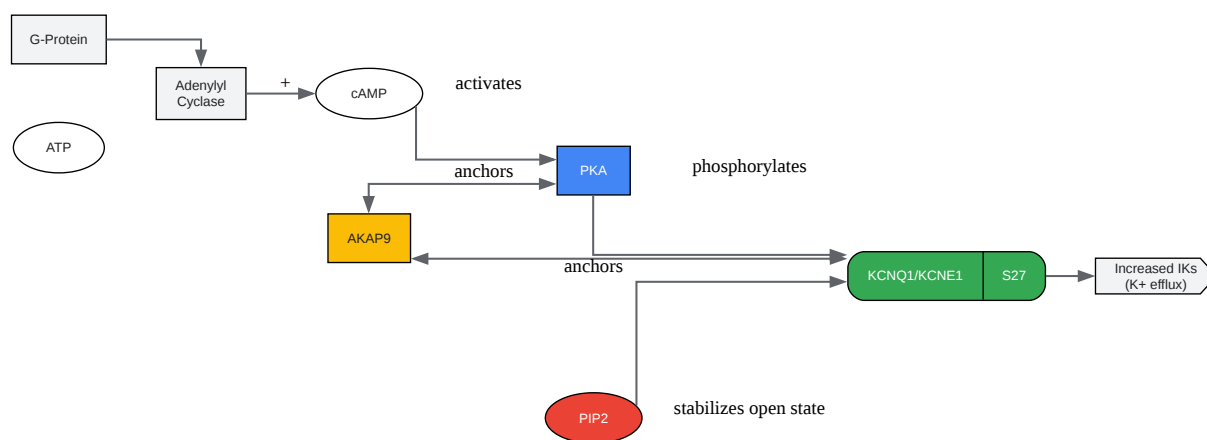 G-Protein
Adenylyl
Cyclase
+
cAMP
activates
ATP
PKA
anchors
phosphorylates
AKAP9
anchors
KCNQ1/KCNE1
S27
Increased IKs
(K+ efflux)
PIP2
stabilizes open state